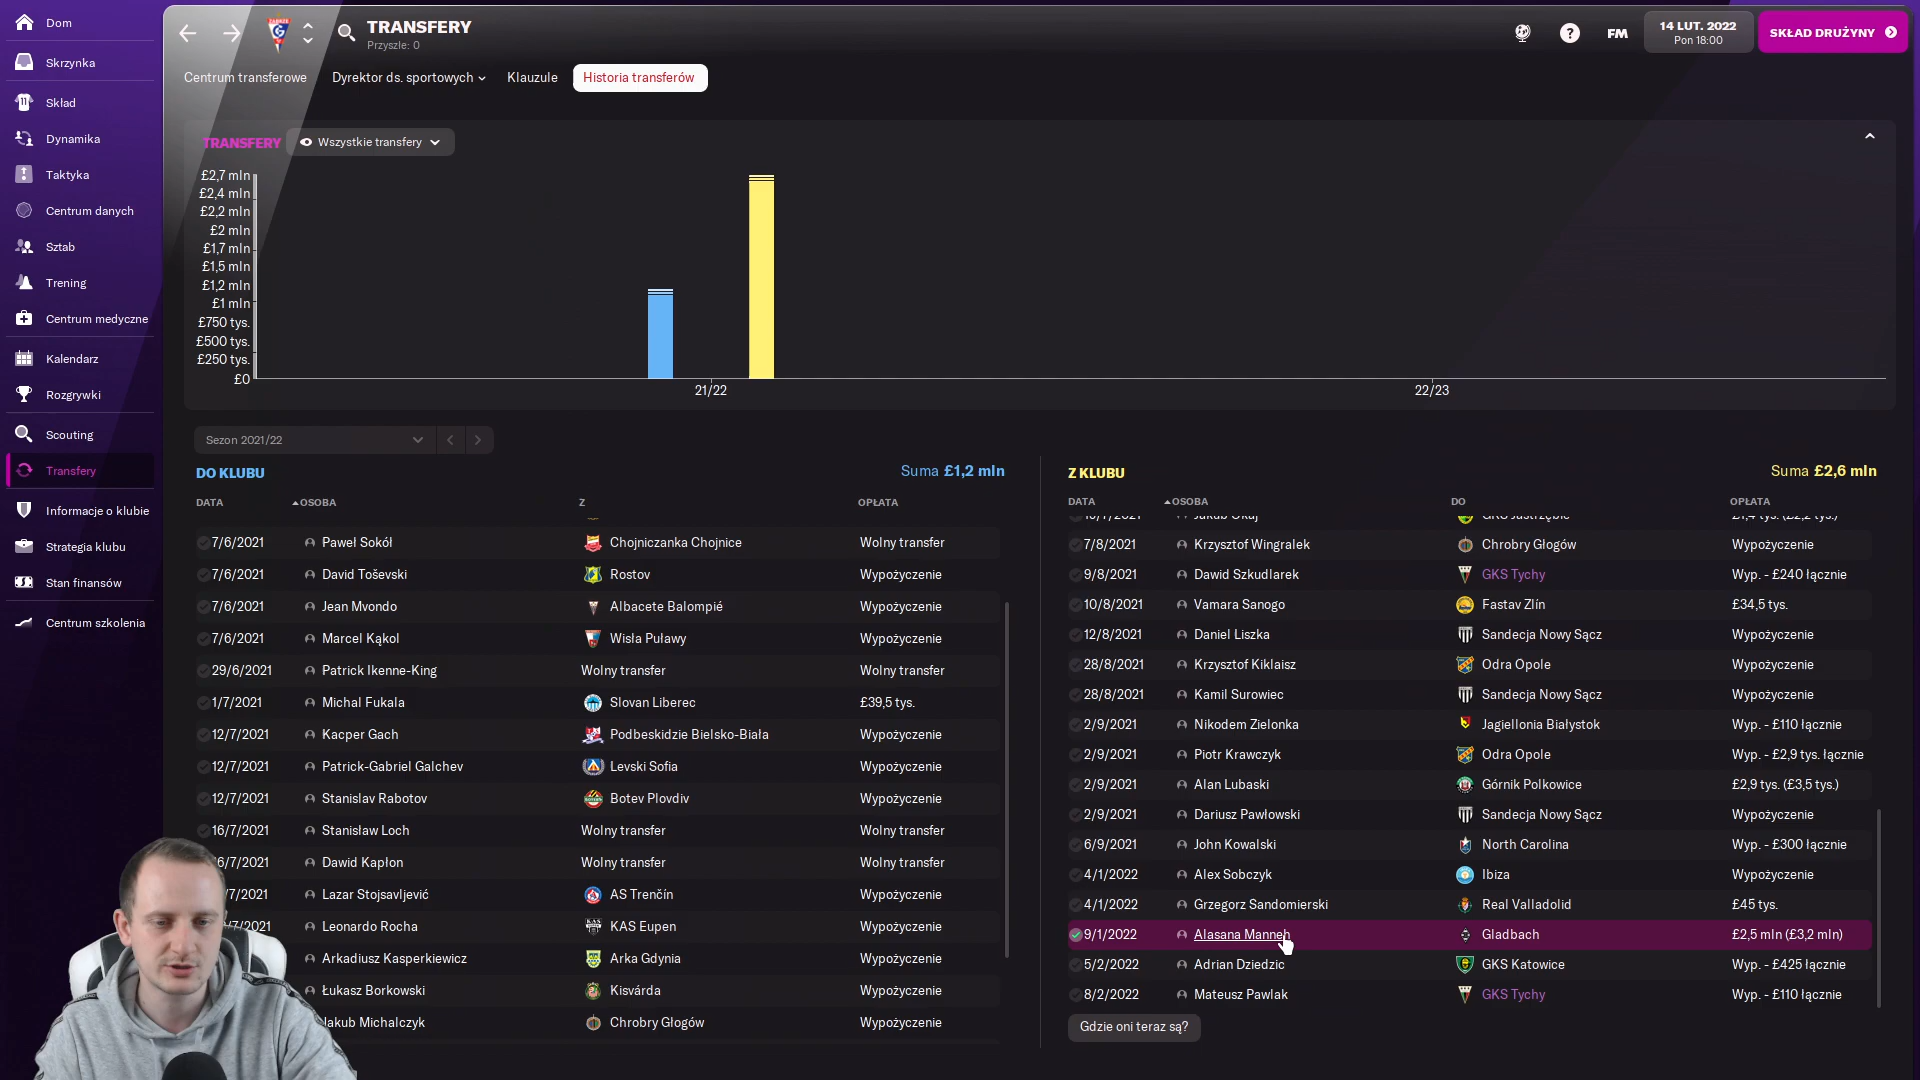 Dom
Skrzynka
Skład
Dynamika
Taktyka
Centrum danych
Sztab
Trening
Centrum medyczne
Kalendarz
Rozgrywki
Scouting
Transfery
Informacje o klubie
Strategia klubu
Stan finansów
Centrum szkolenia
TRANSFERY
Przyszłe: 0
FM
14 LUT. 2022
Pon 18:00
SKŁAD DRUŻYNY
Centrum transferowe Dyrektor ds. sportowych Klauzule Historia transferów
TRANSFERY Wszystkie transfery
£2,7 mln
£2,4 mln
£2,2 mln
£2 mln
£1,7 mln
£1,5 mln
£1,2 mln
£1 mln
£750 tys.
£500 tys.
£250 tys.
£0
21/22 22/23
Sezon 2021/22
DO KLUBU Suma £1,2 mln
DATA OSOBA Z OPŁATA
7/6/2021 Paweł Sokół Chojniczanka Chojnice Wolny transfer
7/6/2021 David Toševski Rostov Wypożyczenie
7/6/2021 Jean Mvondo Albacete Balompié Wypożyczenie
7/6/2021 Marcel Kąkol Wisła Puławy Wypożyczenie
29/6/2021 Patrick Ikenne-King Wolny transfer Wolny transfer
1/7/2021 Michal Fukala Slovan Liberec £39,5 tys.
12/7/2021 Kacper Gach Podbeskidzie Bielsko-Biała Wypożyczenie
12/7/2021 Patrick-Gabriel Galchev Levski Sofia Wypożyczenie
12/7/2021 Stanislav Rabotov Botev Plovdiv Wypożyczenie
16/7/2021 Stanisław Loch Wolny transfer Wolny transfer
6/7/2021 Dawid Kapłon Wolny transfer Wolny transfer
/7/2021 Lazar Stojsavljević AS Trenčín Wypożyczenie
/7/2021 Leonardo Rocha KAS Eupen Wypożyczenie
Arkadiusz Kasperkiewicz Arka Gdynia Wypożyczenie
Łukasz Borkowski Kisvárda Wypożyczenie
Jakub Michalczyk Chrobry Głogów Wypożyczenie
Z KLUBU Suma £2,6 mln
DATA OSOBA DO OPŁATA
7/8/2021 Krzysztof Wingralek Chrobry Głogów Wypożyczenie
9/8/2021 Dawid Szkudlarek GKS Tychy Wyp. - £240 łącznie
10/8/2021 Vamara Sanogo Fastav Zlín £34,5 tys.
12/8/2021 Daniel Liszka Sandecja Nowy Sącz Wypożyczenie
28/8/2021 Krzysztof Kiklaisz Odra Opole Wypożyczenie
28/8/2021 Kamil Surowiec Sandecja Nowy Sącz Wypożyczenie
2/9/2021 Nikodem Zielonka Jagiellonia Białystok Wyp. - £110 łącznie
2/9/2021 Piotr Krawczyk Odra Opole Wyp. - £2,9 tys. łącznie
2/9/2021 Alan Lubaski Górnik Polkowice £2,9 tys. (£3,5 tys.)
2/9/2021 Dariusz Pawłowski Sandecja Nowy Sącz Wypożyczenie
6/9/2021 John Kowalski North Carolina Wyp. - £300 łącznie
4/1/2022 Alex Sobczyk Ibiza Wypożyczenie
4/1/2022 Grzegorz Sandomierski Real Valladolid £45 tys.
9/1/2022 Alasana Manneh Gladbach £2,5 mln (£3,2 mln)
5/2/2022 Adrian Dziedzic GKS Katowice Wyp. - £425 łącznie
8/2/2022 Mateusz Pawlak GKS Tychy Wyp. - £110 łącznie
Gdzie oni teraz są?